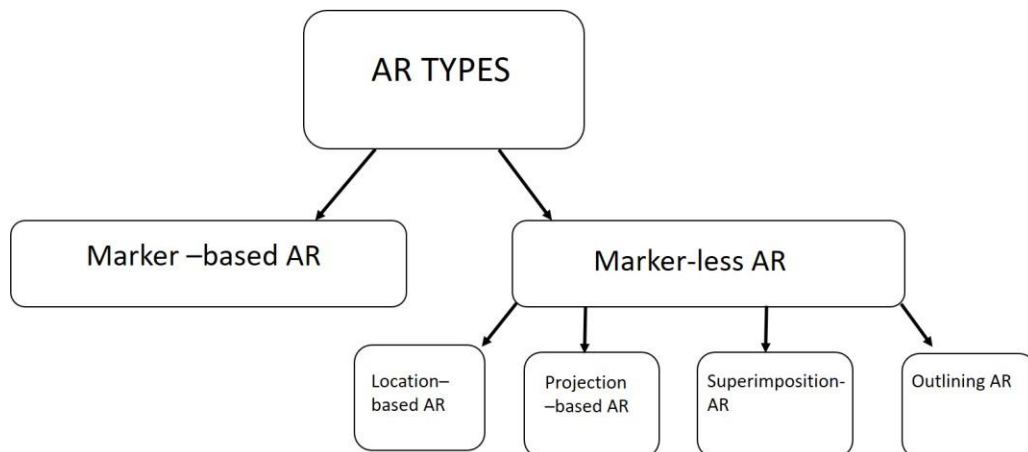 AR TYPES
Marker –based AR
Marker-less AR
Location–
based AR
Projection
–based AR
Superimposition-
AR
Outlining AR